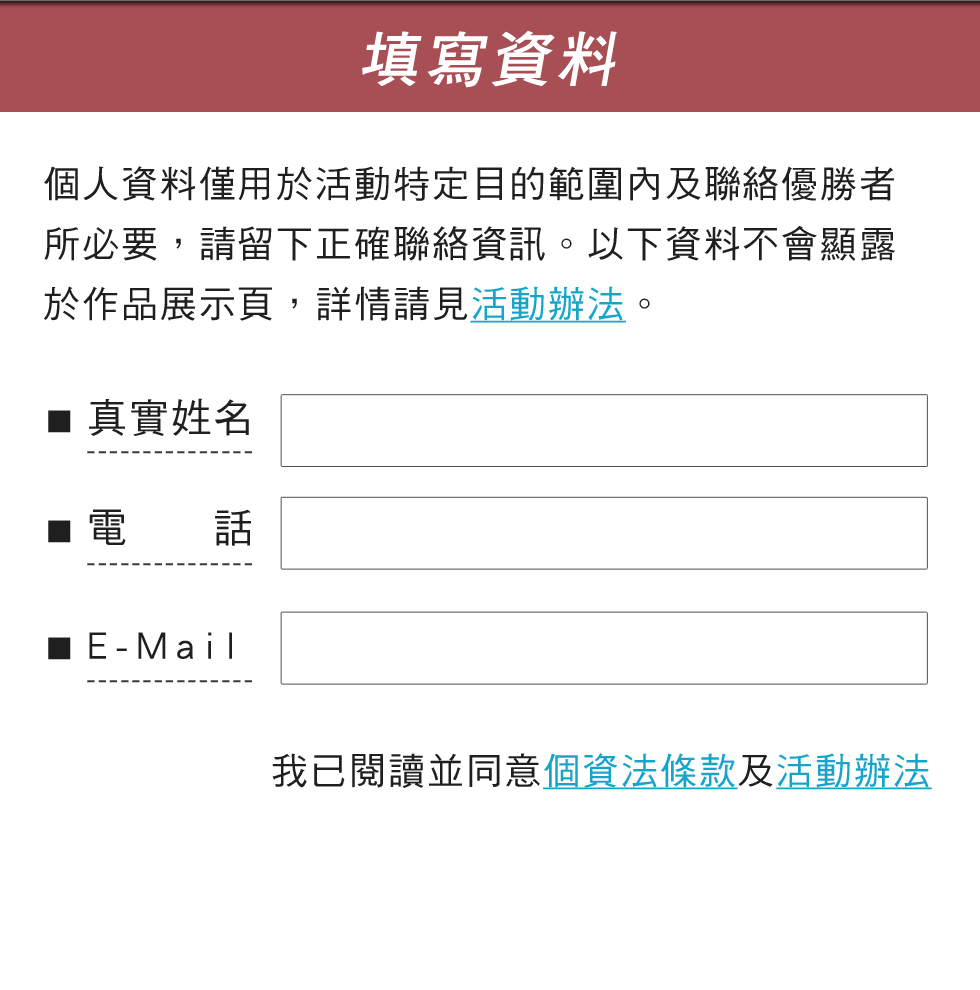 填寫資料
個人資料僅用於活動特定目的範圍內及聯絡優勝者
所必要，請留下正確聯絡資訊。以下資料不會顯露
於作品展示頁，詳情請見活動辦法。
■ 真實姓名
■ 電　　話
■ E-Mail
我已閱讀並同意個資法條款及活動辦法